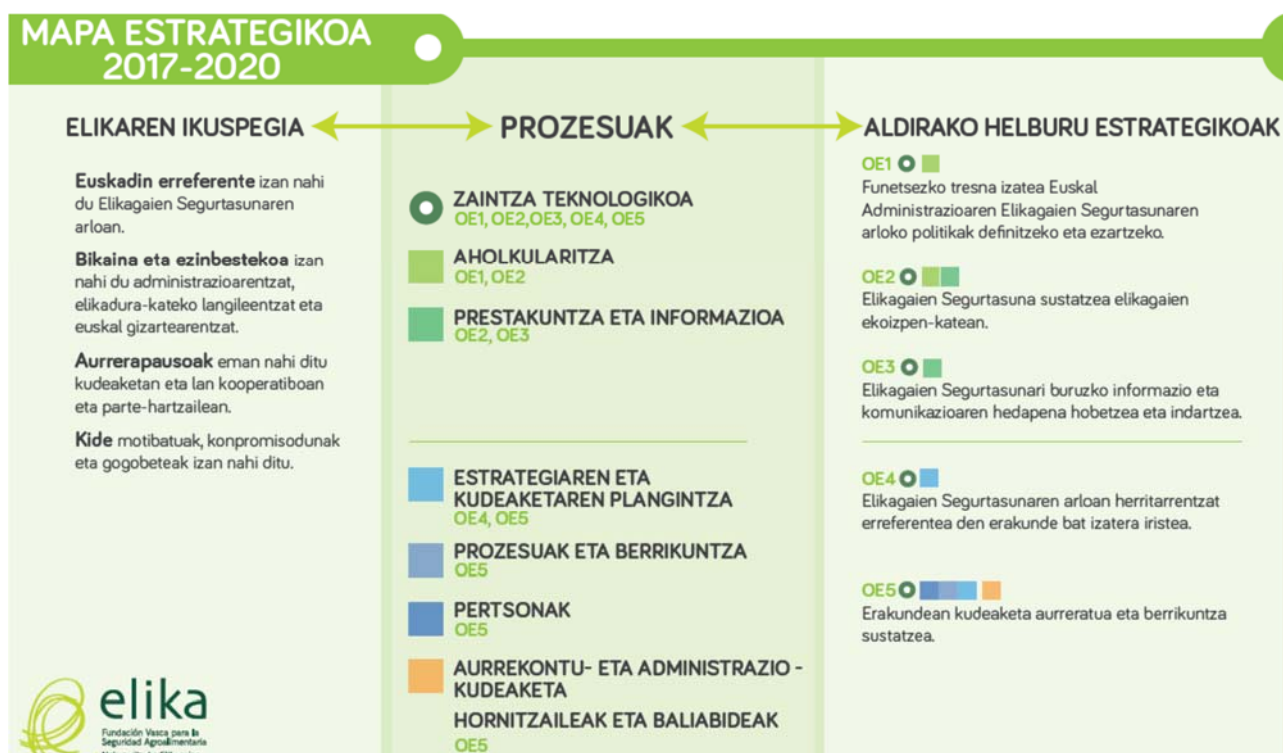 MAPA ESTRATEGIKOA
2017-2020
ELIKAREN IKUSPEGIA
Euskadin erreferente izan nahi
du Elikagaien Segurtasunaren
arloan.
Bikaina eta ezinbestekoa izan
nahi du administrazioarentzat,
elikadura-kateko langileentzat eta
euskal gizartearentzat.
Aurrerapausoak eman nahi ditu
kudeaketan eta lan kooperatiboan
eta parte-hartzailean.
Kide motibatuak, konpromisodunak
eta gogobeteak izan nahi ditu.
elika
Fundación Vasca para la
Seguridad Agroalimentaria
PROZESUAK
ZAINTZA TEKNOLOGIKOA
OE1, OE2,OE3, OE4, OE5
AHOLKULARITZA
OE1, OE2
PRESTAKUNTZA ETA INFORMAZIOA
OE2, OE3
ESTRATEGIAREN ETA
KUDEAKETAREN PLANGINTZA
OE4, OE5
PROZESUAK ETA BERRIKUNTZA
OE5
PERTSONAK
OE5
AURREKONTU- ETA ADMINISTRAZIO -
KUDEAKETA
HORNITZAILEAK ETA BALIABIDEAK
OE5
ALDIRAKO HELBURU ESTRATEGIKOAK
OE1
Funetsezko tresna izatea Euskal
Administrazioaren Elikagaien Segurtasunaren
arloko politikak definitzeko eta ezartzeko.
OE2
Elikagaien Segurtasuna sustatzea elikagaien
ekoizpen-katean.
OE3
Elikagaien Segurtasunari buruzko informazio eta
komunikazioaren hedapena hobetzea eta indartzea.
OE4
Elikagaien Segurtasunaren arloan herritarrentzat
erreferentea den erakunde bat izatera iristea.
OE5
Erakundean kudeaketa aurreratua eta berrikuntza
sustatzea.